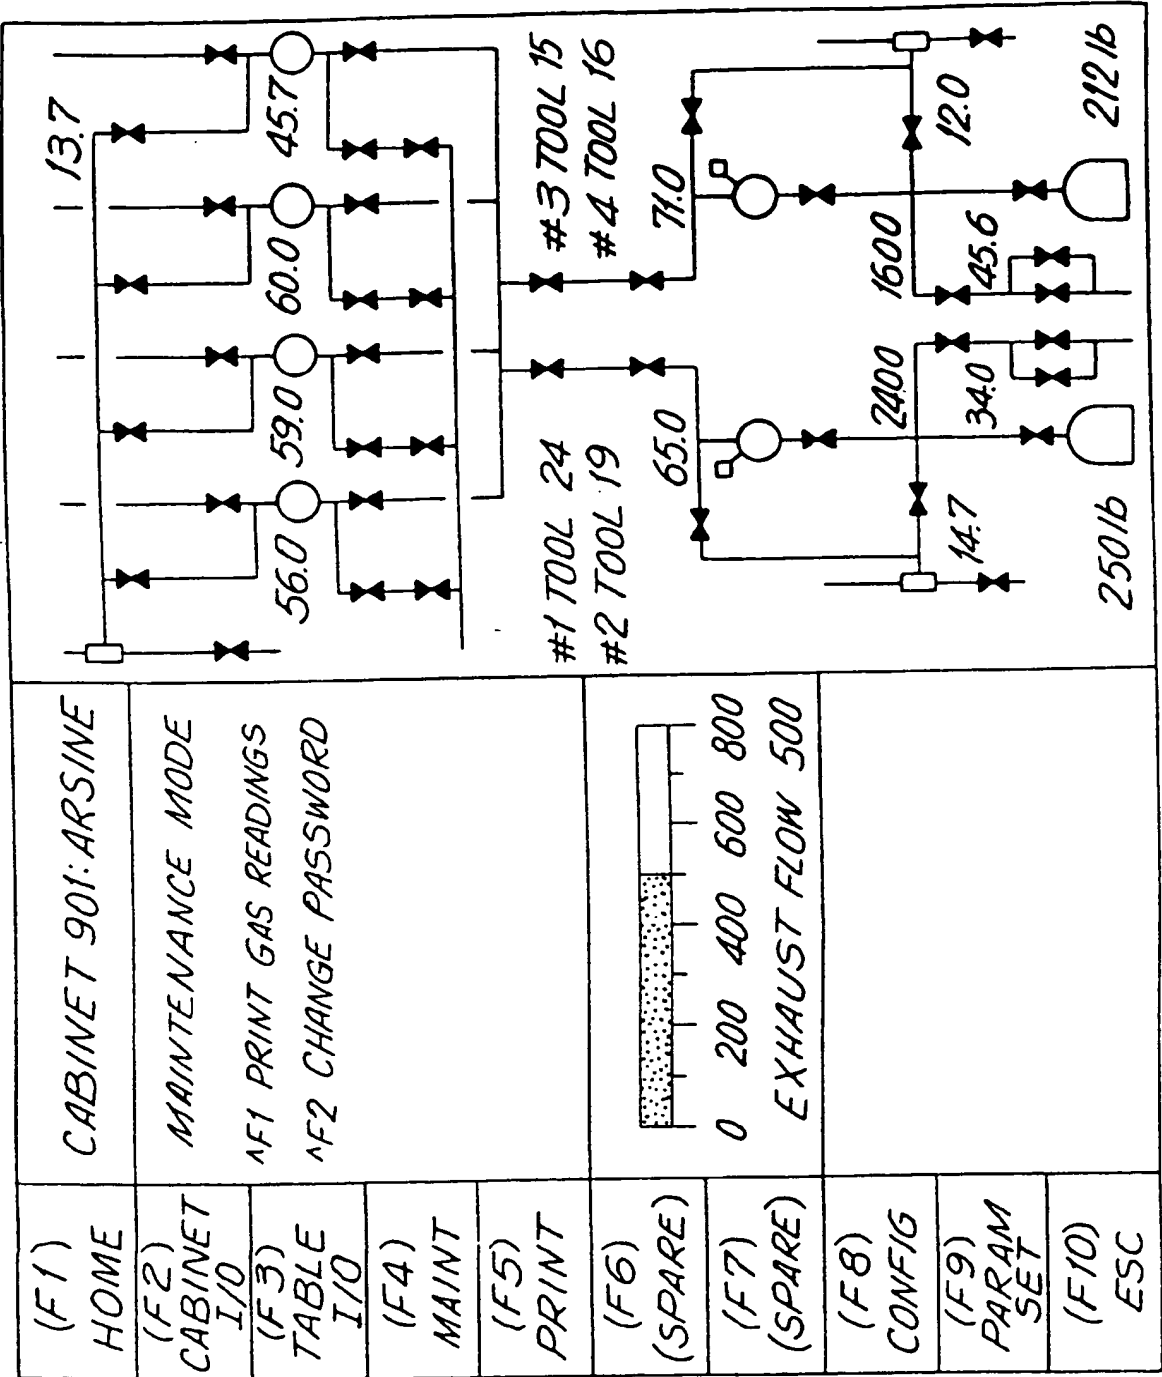 (F1)
HOME
(F2)
CABINET
I/O
(F3)
TABLE
I/O
(F4)
MAINT
(F5)
PRINT
(F6)
(SPARE)
(F7)
(SPARE)
(F8)
CONFIG
(F9)
PARAM
SET
(F10)
ESC
CABINET 901: ARSINE
MAINTENANCE MODE
^F1 PRINT GAS READINGS
^F2 CHANGE PASSWORD
0 200 400 600 800
EXHAUST FLOW 500
13.7
56.0 59.0 60.0 45.7
#1 TOOL 24
#2 TOOL 19
#3 TOOL 15
#4 TOOL 16
65.0 71.0
2400 1600
14.7 34.0 45.6 12.0
250 lb 212 lb